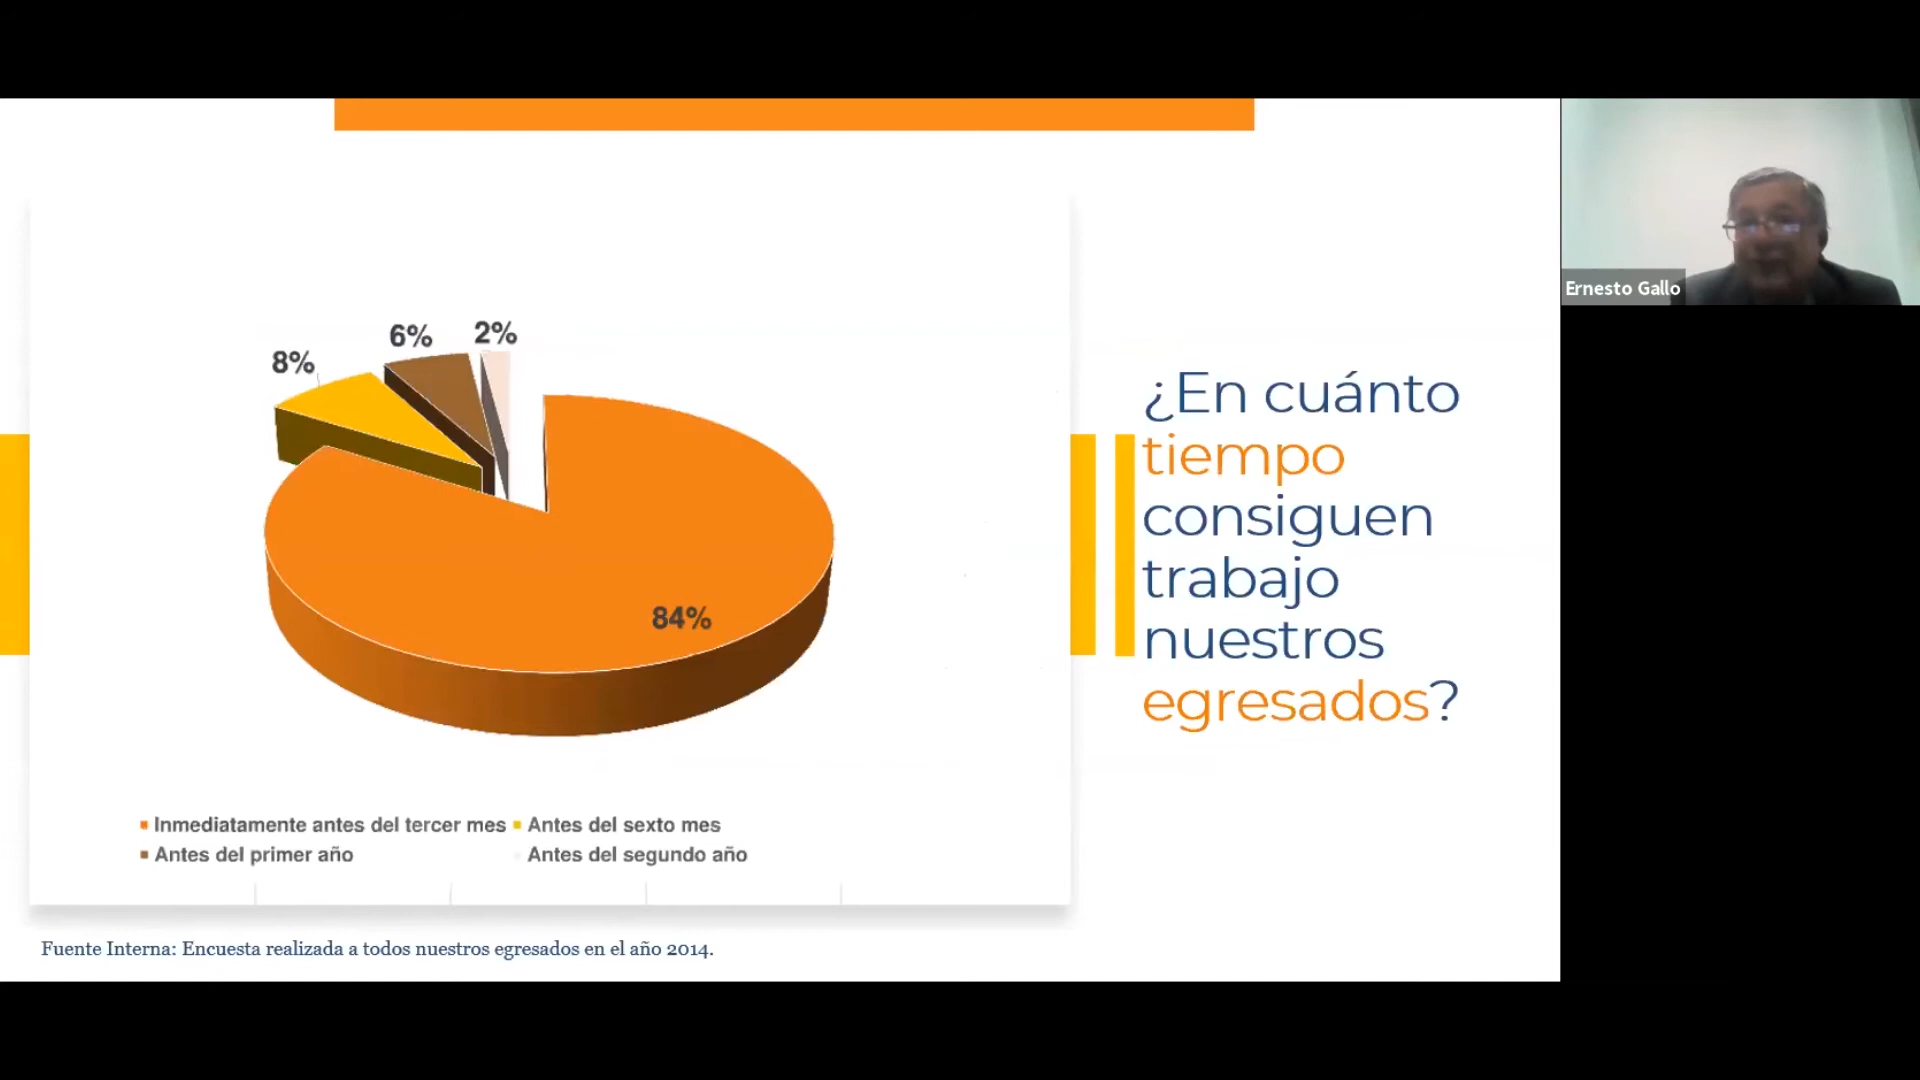 8%
6%
2%
84%
Inmediatamente antes del tercer mes
Antes del sexto mes
Antes del primer año
Antes del segundo año
Fuente Interna: Encuesta realizada a todos nuestros egresados en el año 2014.
¿En cuánto
tiempo
consiguen
trabajo
nuestros
egresados?
Ernesto Gallo